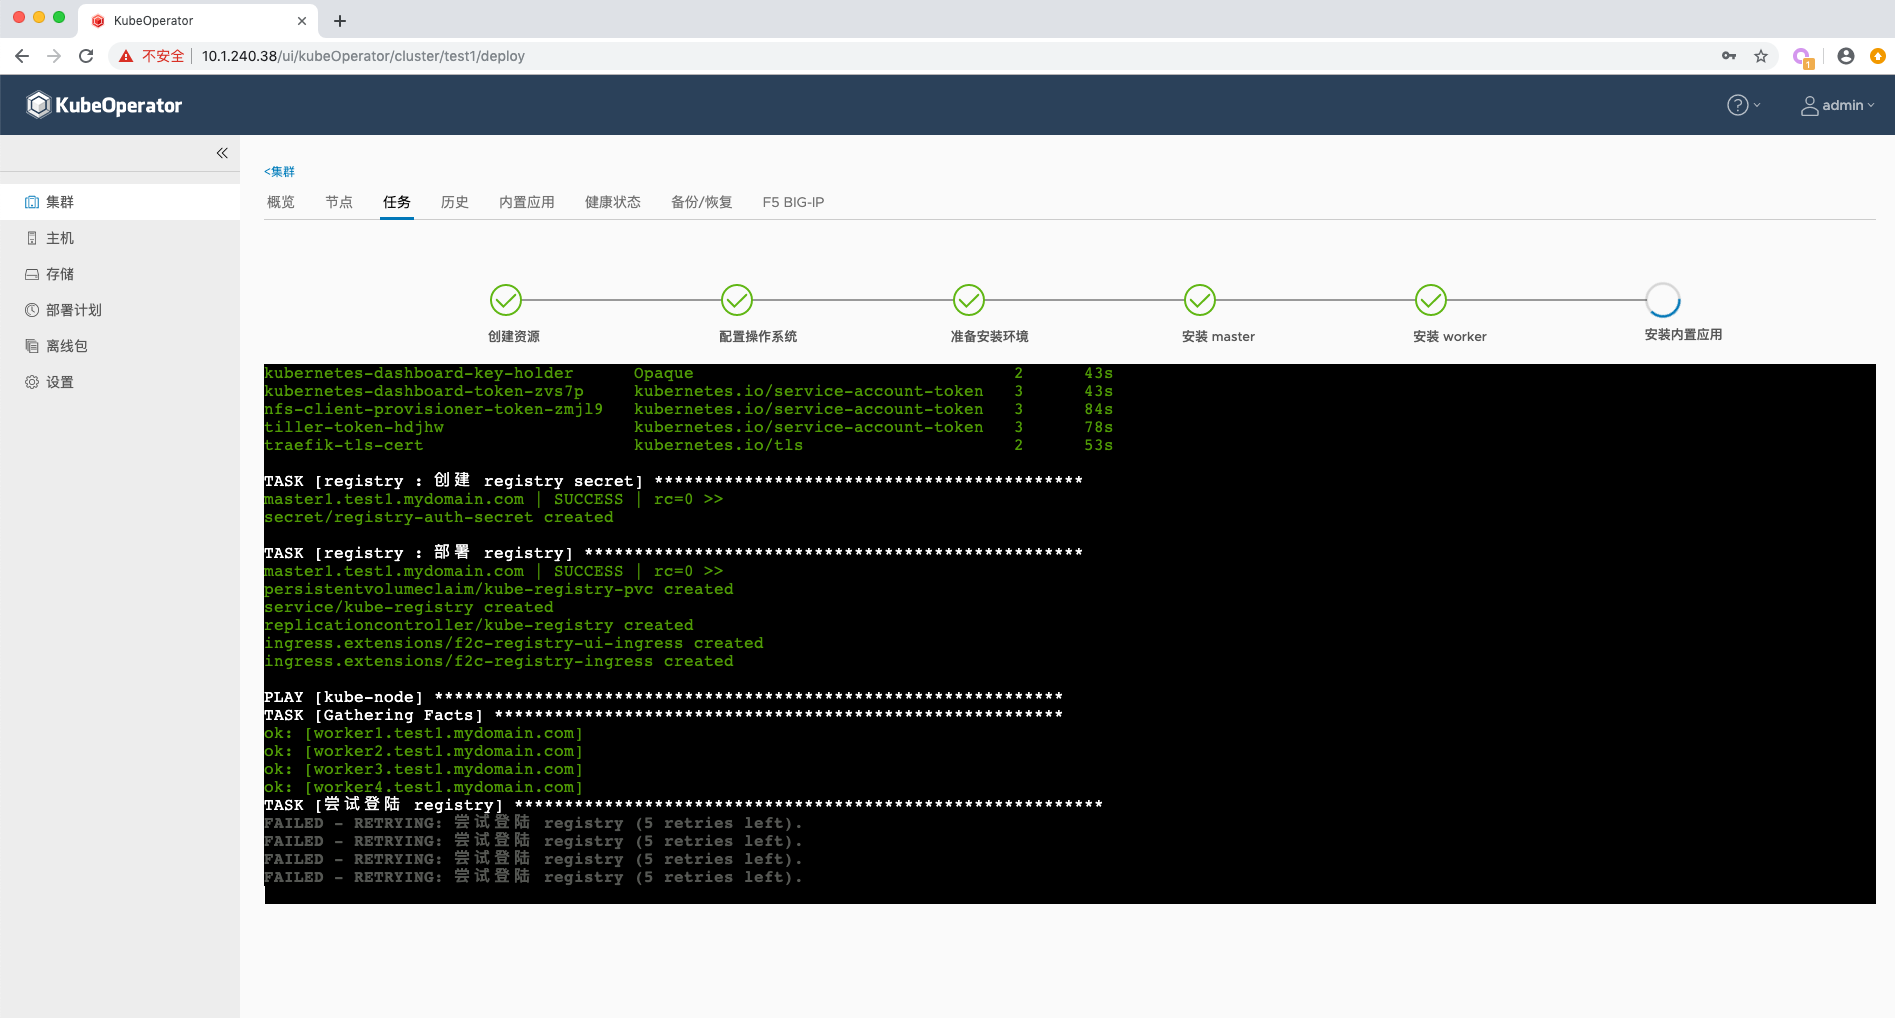 KubeOperator
不安全 10.1.240.38/ui/kubeOperator/cluster/test1/deploy
1
KubeOperator
? admin
<集群
概览 节点 任务 历史 内置应用 健康状态 备份/恢复 F5 BIG-IP
集群
主机
存储
部署计划
离线包
设置
创建资源 配置操作系统 准备安装环境 安装 master 安装 worker 安装内置应用
kubernetes-dashboard-key-holder Opaque 2 43s
kubernetes-dashboard-token-zvs7p kubernetes.io/service-account-token 3 43s
nfs-client-provisioner-token-zmjl9 kubernetes.io/service-account-token 3 84s
tiller-token-hdjhw kubernetes.io/service-account-token 3 78s
traefik-tls-cert kubernetes.io/tls 2 53s
TASK [registry : 创建 registry secret] *******************************************
master1.test1.mydomain.com | SUCCESS | rc=0 >>
secret/registry-auth-secret created
TASK [registry : 部署 registry] **************************************************
master1.test1.mydomain.com | SUCCESS | rc=0 >>
persistentvolumeclaim/kube-registry-pvc created
service/kube-registry created
replicationcontroller/kube-registry created
ingress.extensions/f2c-registry-ui-ingress created
ingress.extensions/f2c-registry-ingress created
PLAY [kube-node] ***************************************************************
TASK [Gathering Facts] *********************************************************
ok: [worker1.test1.mydomain.com]
ok: [worker2.test1.mydomain.com]
ok: [worker3.test1.mydomain.com]
ok: [worker4.test1.mydomain.com]
TASK [尝试登陆 registry] ***********************************************************
FAILED - RETRYING: 尝试登陆 registry (5 retries left).
FAILED - RETRYING: 尝试登陆 registry (5 retries left).
FAILED - RETRYING: 尝试登陆 registry (5 retries left).
FAILED - RETRYING: 尝试登陆 registry (5 retries left).